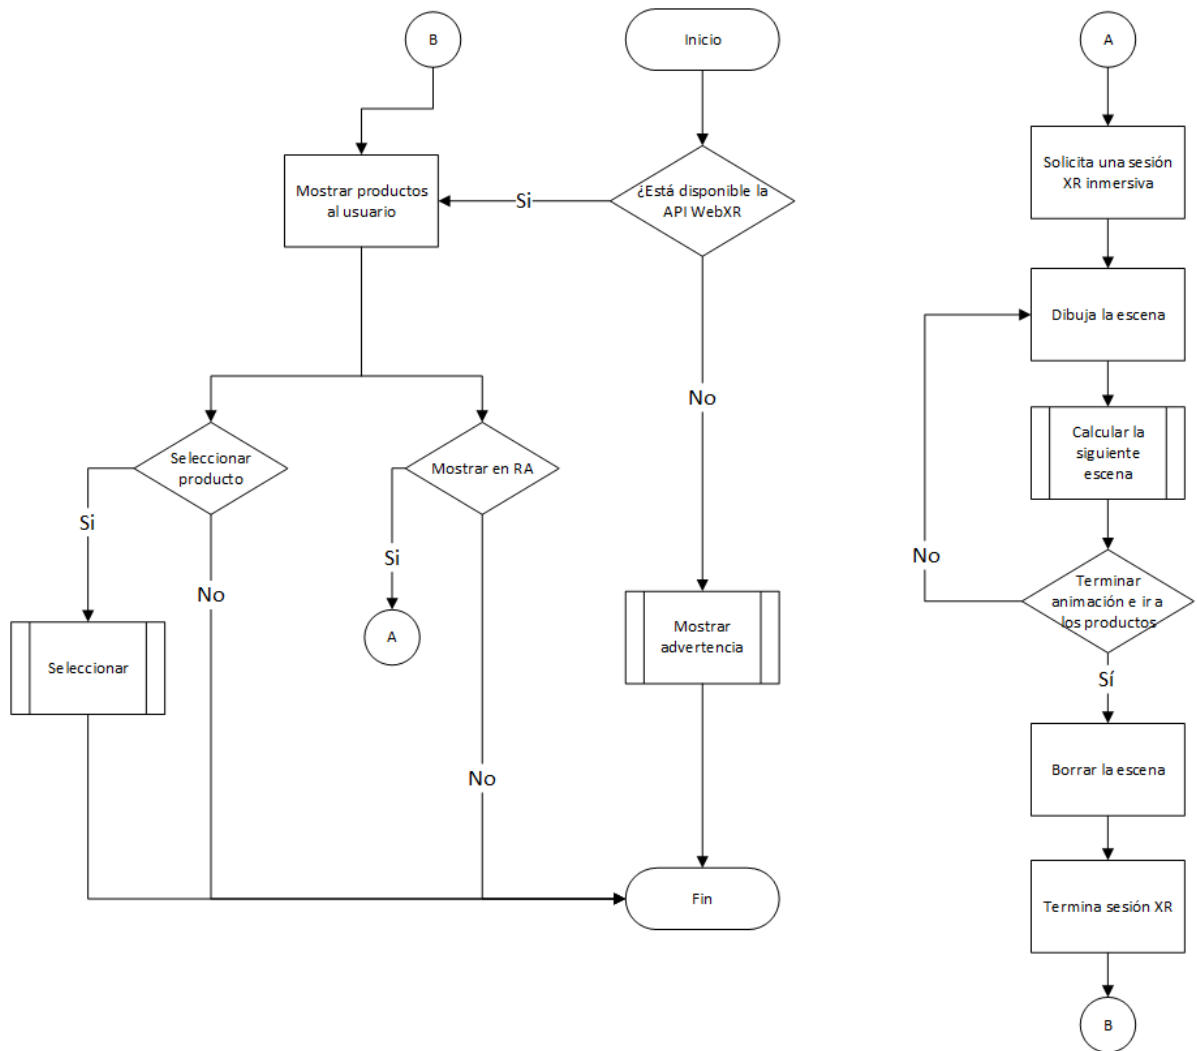 B
Inicio
A
Mostrar productos
al usuario
Si
¿Está disponible la
API WebXR
Solicita una sesión
XR inmersiva
Dibuja la escena
No
Seleccionar
producto
Mostrar en RA
Calcular la
siguiente
escena
Si
Si
No
No
Terminar
animación e ir a
los productos
A
Mostrar
advertencia
Seleccionar
Sí
No
Borrar la escena
Fin
Termina sesión XR
B